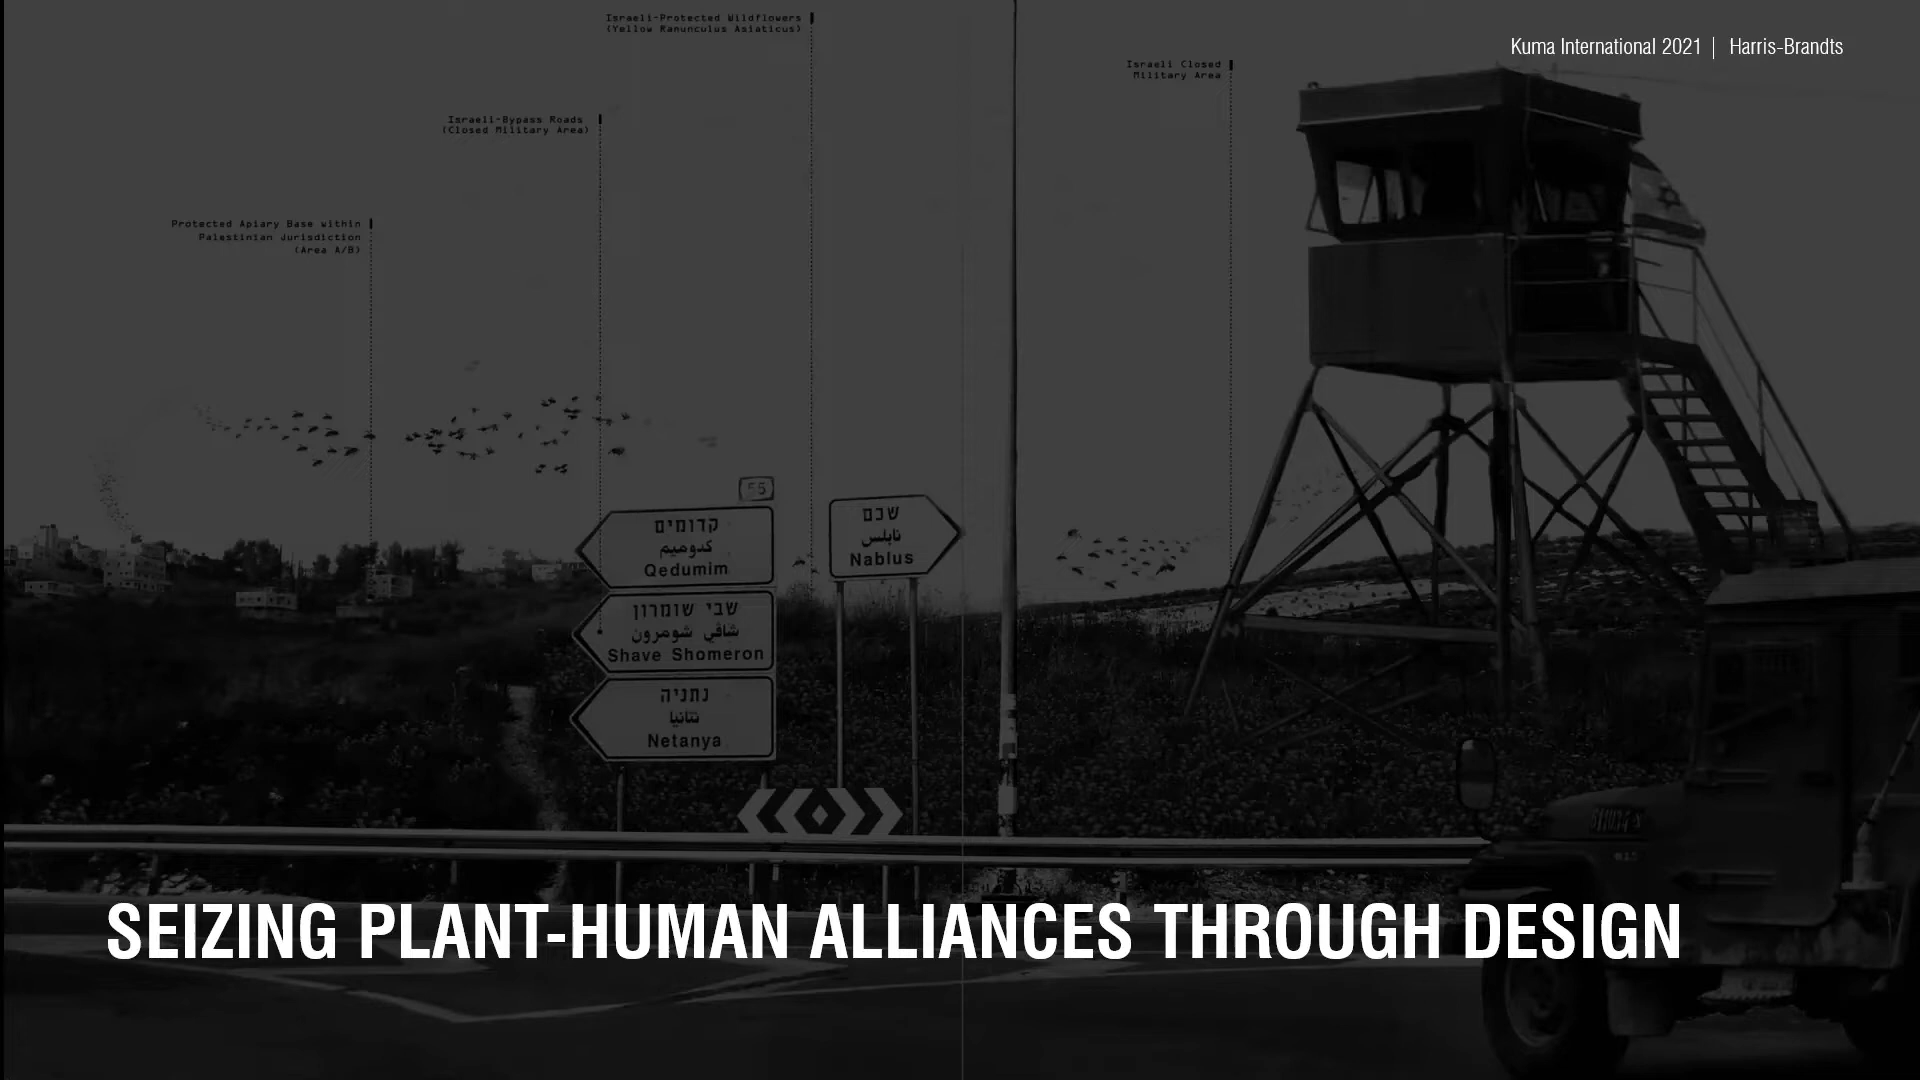 Israeli-Protected Wildflowers
(Yellow Ranunculus Asiaticus)
Kuma International 2021 | Harris-Brandts
Israeli Closed
Military Area
Israeli-Bypass Roads
(Closed Military Area)
Protected Apiary Base within
Palestinian Jurisdiction
(Area A/B)
55
קדומים
كدوميم
Qedumim
שכם
نابلس
Nablus
שבי שומרון
شافي شومرون
Shave Shomeron
נתניה
نتانيا
Netanya
SEIZING PLANT-HUMAN ALLIANCES THROUGH DESIGN